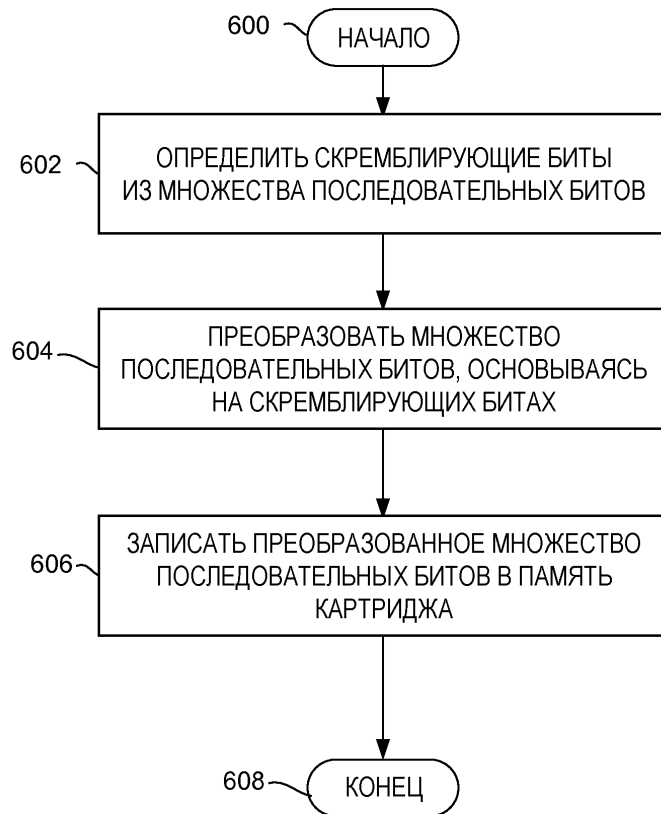 600
НАЧАЛО
602
ОПРЕДЕЛИТЬ СКРЕМБЛИРУЮЩИЕ БИТЫ
ИЗ МНОЖЕСТВА ПОСЛЕДОВАТЕЛЬНЫХ БИТОВ
604
ПРЕОБРАЗОВАТЬ МНОЖЕСТВО
ПОСЛЕДОВАТЕЛЬНЫХ БИТОВ, ОСНОВЫВАЯСЬ
НА СКРЕМБЛИРУЮЩИХ БИТАХ
606
ЗАПИСАТЬ ПРЕОБРАЗОВАННОЕ МНОЖЕСТВО
ПОСЛЕДОВАТЕЛЬНЫХ БИТОВ В ПАМЯТЬ
КАРТРИДЖА
608
КОНЕЦ